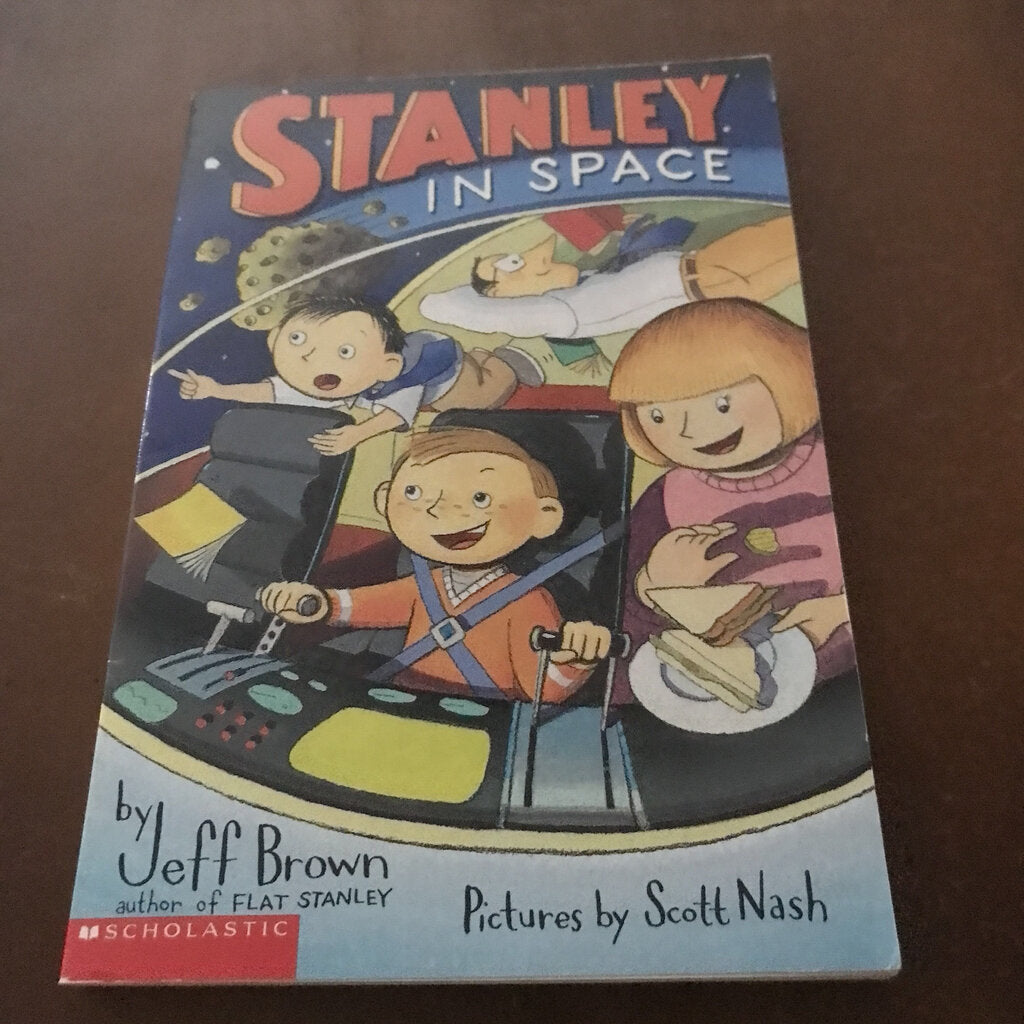 STANLEY
IN SPACE
by
Jeff Brown
author of FLAT STANLEY
Pictures by Scott Nash
SCHOLASTIC